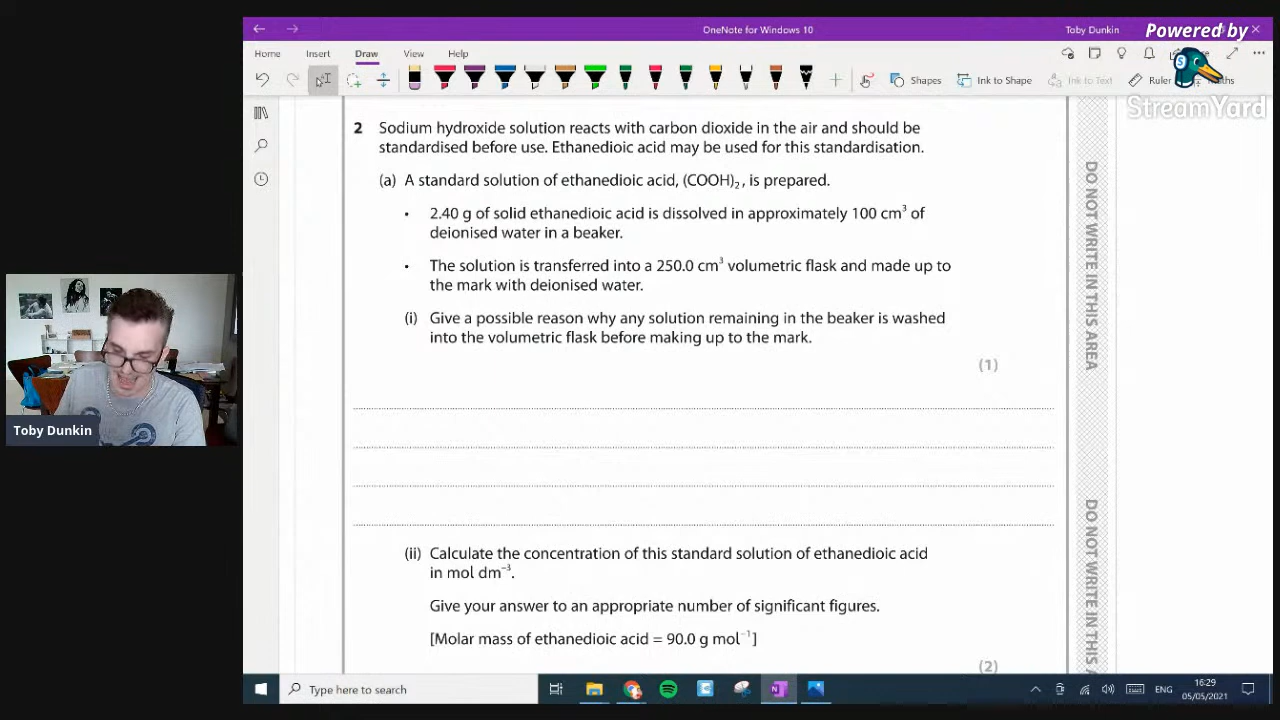 OneNote for Windows 10
Toby Dunkin
Powered by
StreamYard
Home Insert Draw View Help
Shapes Ink to Shape Ink to Text Ruler
2 Sodium hydroxide solution reacts with carbon dioxide in the air and should be
standardised before use. Ethanedioic acid may be used for this standardisation.
(a) A standard solution of ethanedioic acid, (COOH)₂, is prepared.
• 2.40 g of solid ethanedioic acid is dissolved in approximately 100 cm³ of
deionised water in a beaker.
• The solution is transferred into a 250.0 cm³ volumetric flask and made up to
the mark with deionised water.
(i) Give a possible reason why any solution remaining in the beaker is washed
into the volumetric flask before making up to the mark.
(1)
(ii) Calculate the concentration of this standard solution of ethanedioic acid
in mol dm⁻³.
Give your answer to an appropriate number of significant figures.
[Molar mass of ethanedioic acid = 90.0 g mol⁻¹]
(2)
DO NOT WRITE IN THIS AREA
DO NOT WRITE IN THIS
Toby Dunkin
Type here to search
ENG
16:29
05/05/2021